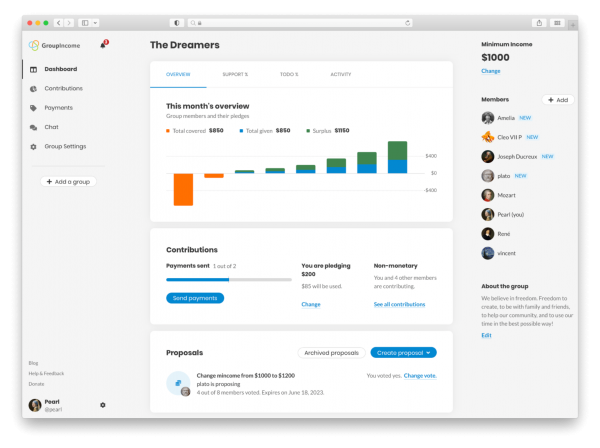 GroupIncome
3
Dashboard
Contributions
Payments
Chat
Group Settings
+ Add a group
Blog
Help & Feedback
Donate
Pearl
@pearl
The Dreamers
OVERVIEW
SUPPORT 5
TODO 5
ACTIVITY
This month's overview
Group members and their pledges
Total covered $850
Total given $850
Surplus $1150
$400
$0
-$400
Contributions
Payments sent 1 out of 2
Send payments
You are pledging
$200
$85 will be used.
Change
Non-monetary
You and 4 other members
are contributing.
See all contributions
Proposals
Archived proposals
Create proposal
Change mincome from $1000 to $1200
plato is proposing
4 out of 8 members voted. Expires on June 18, 2023.
You voted yes. Change vote.
Minimum Income
$1000
Change
Members
+ Add
Amelia NEW
Cleo VII P NEW
Joseph Ducreux NEW
plato NEW
Mozart
Pearl (you)
René
vincent
About the group
We believe in freedom. Freedom to
create, to be with family and friends,
to help our community, and to use our
time in the best possible way!
Edit